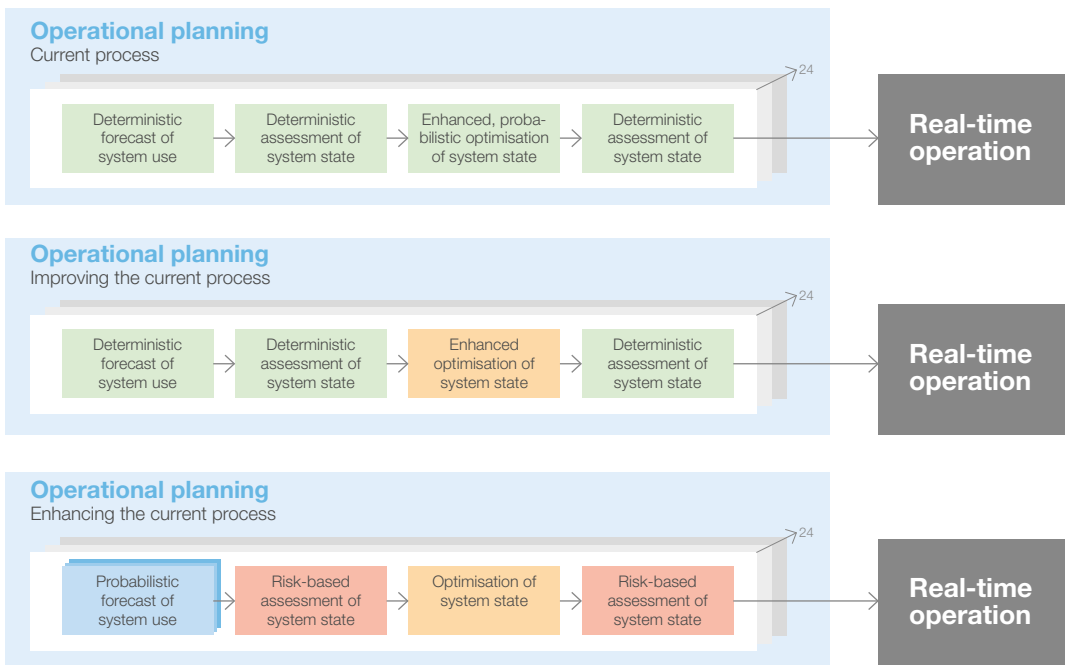 Operational planning
Current process
24
Deterministic
forecast of
system use
Deterministic
assessment of
system state
Enhanced, proba-
bilistic optimisation
of system state
Deterministic
assessment of
system state
Real-time
operation
Operational planning
Improving the current process
24
Deterministic
forecast of
system use
Deterministic
assessment of
system state
Enhanced
optimisation of
system state
Deterministic
assessment of
system state
Real-time
operation
Operational planning
Enhancing the current process
24
Probabilistic
forecast of
system use
Risk-based
assessment of
system state
Optimisation of
system state
Risk-based
assessment of
system state
Real-time
operation